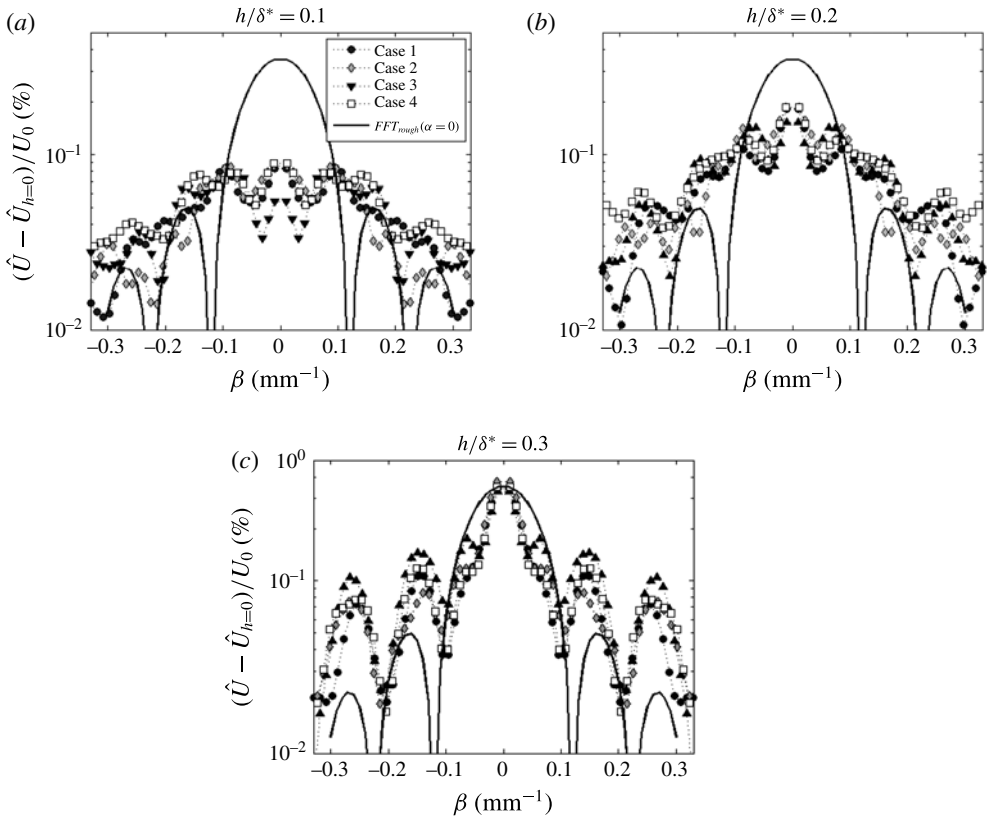 (a) h/δ* = 0.1
Case 1
Case 2
Case 3
Case 4
FFT_rough(α = 0)
(Û − Û_h=0)/U_0 (%)
10^−1
10^−2
−0.3 −0.2 −0.1 0 0.1 0.2 0.3
β (mm^−1)
(b) h/δ* = 0.2
10^−1
10^−2
−0.3 −0.2 −0.1 0 0.1 0.2 0.3
β (mm^−1)
(c) h/δ* = 0.3
(Û − Û_h=0)/U_0 (%)
10^0
10^−1
10^−2
−0.3 −0.2 −0.1 0 0.1 0.2 0.3
β (mm^−1)